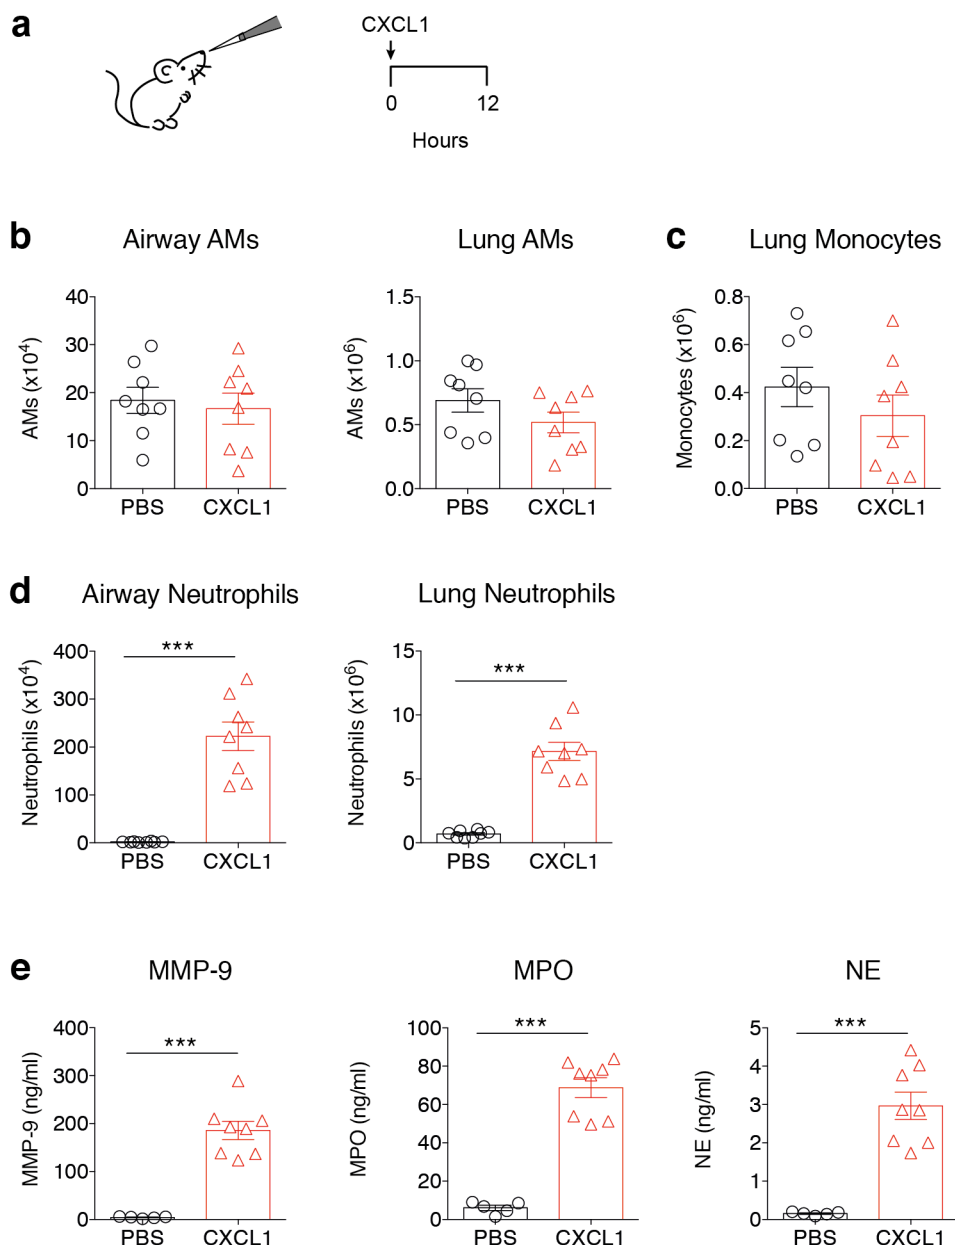 a
CXCL1
0 12
Hours
b Airway AMs Lung AMs c Lung Monocytes
AMs (x10⁴)
40
30
20
10
0
PBS CXCL1
AMs (x10⁶)
1.5
1.0
0.5
0.0
PBS CXCL1
Monocytes (x10⁶)
0.8
0.6
0.4
0.2
0.0
PBS CXCL1
d Airway Neutrophils Lung Neutrophils
Neutrophils (x10⁴)
400
300
200
100
0
***
PBS CXCL1
Neutrophils (x10⁶)
15
10
5
0
***
PBS CXCL1
e MMP-9 MPO NE
MMP-9 (ng/ml)
400
300
200
100
0
***
PBS CXCL1
MPO (ng/ml)
100
80
60
40
20
0
***
PBS CXCL1
NE (ng/ml)
5
4
3
2
1
0
***
PBS CXCL1